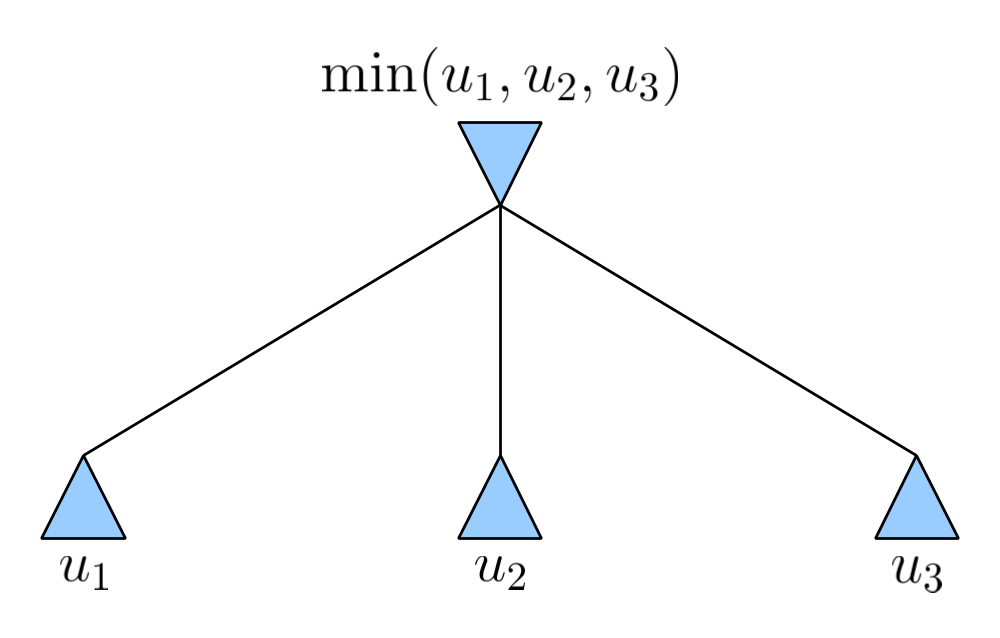 min(u₁, u₂, u₃)
u₁ u₂ u₃